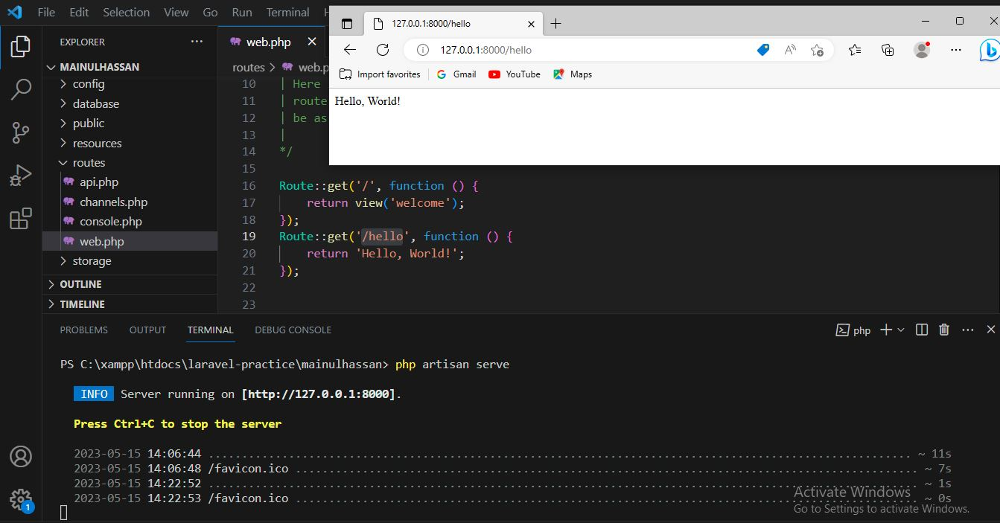 File Edit Selection View Go Run Terminal
127.0.0.1:8000/hello
127.0.0.1:8000/hello
Import favorites Gmail YouTube Maps
Hello, World!
EXPLORER
MAINULHASSAN
config
database
public
resources
routes
api.php
channels.php
console.php
web.php
storage
OUTLINE
TIMELINE
web.php
routes > web.p
10 | Here
11 | route
12 | be as
13 |
14 */
15
16 Route::get('/', function () {
17 return view('welcome');
18 });
19 Route::get('/hello', function () {
20 return 'Hello, World!';
21 });
22
23
PROBLEMS OUTPUT TERMINAL DEBUG CONSOLE php
PS C:\xampp\htdocs\laravel-practice\mainulhassan> php artisan serve
INFO Server running on [http://127.0.0.1:8000].
Press Ctrl+C to stop the server
2023-05-15 14:06:44 ........................................................................................................ ~ 11s
2023-05-15 14:06:48 /favicon.ico ............................................................................................ ~ 7s
2023-05-15 14:22:52 ......................................................................................................... ~ 1s
2023-05-15 14:22:53 /favicon.ico ............................................................................................ ~ 0s
1
Activate Windows
Go to Settings to activate Windows.